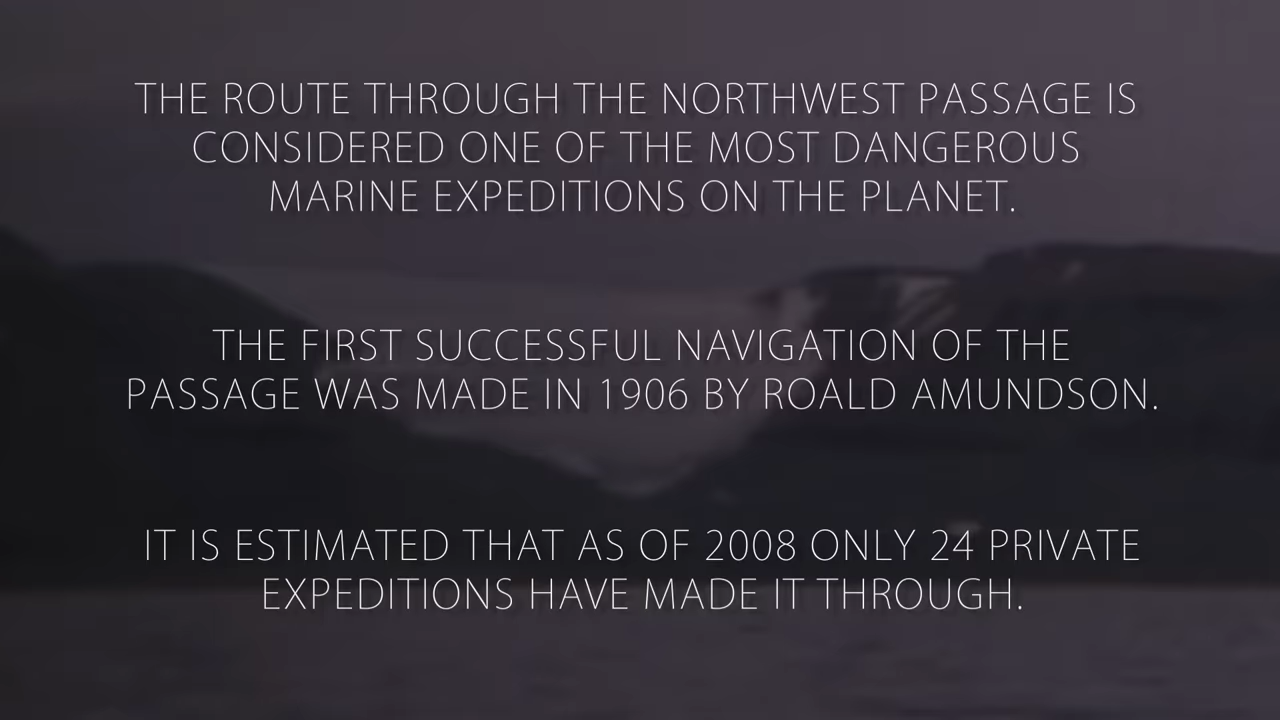 THE ROUTE THROUGH THE NORTHWEST PASSAGE IS
CONSIDERED ONE OF THE MOST DANGEROUS
MARINE EXPEDITIONS ON THE PLANET.
THE FIRST SUCCESSFUL NAVIGATION OF THE
PASSAGE WAS MADE IN 1906 BY ROALD AMUNDSON.
IT IS ESTIMATED THAT AS OF 2008 ONLY 24 PRIVATE
EXPEDITIONS HAVE MADE IT THROUGH.